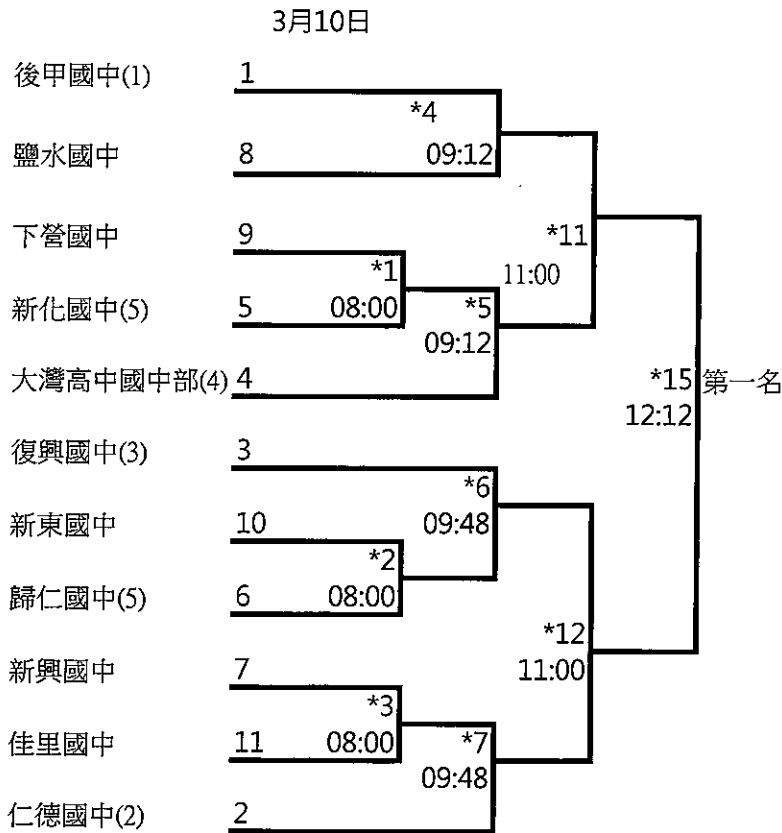 3月10日
後甲國中(1) 1
*4
鹽水國中 8 09:12
下營國中 9 *11
*1 11:00
新化國中(5) 5 08:00 *5
09:12
大灣高中國中部(4) 4 *15 第一名
12:12
復興國中(3) 3
*6
新東國中 10 09:48
*2
歸仁國中(5) 6 08:00
*12
新興國中 7 11:00
*3
佳里國中 11 08:00 *7
09:48
仁德國中(2) 2